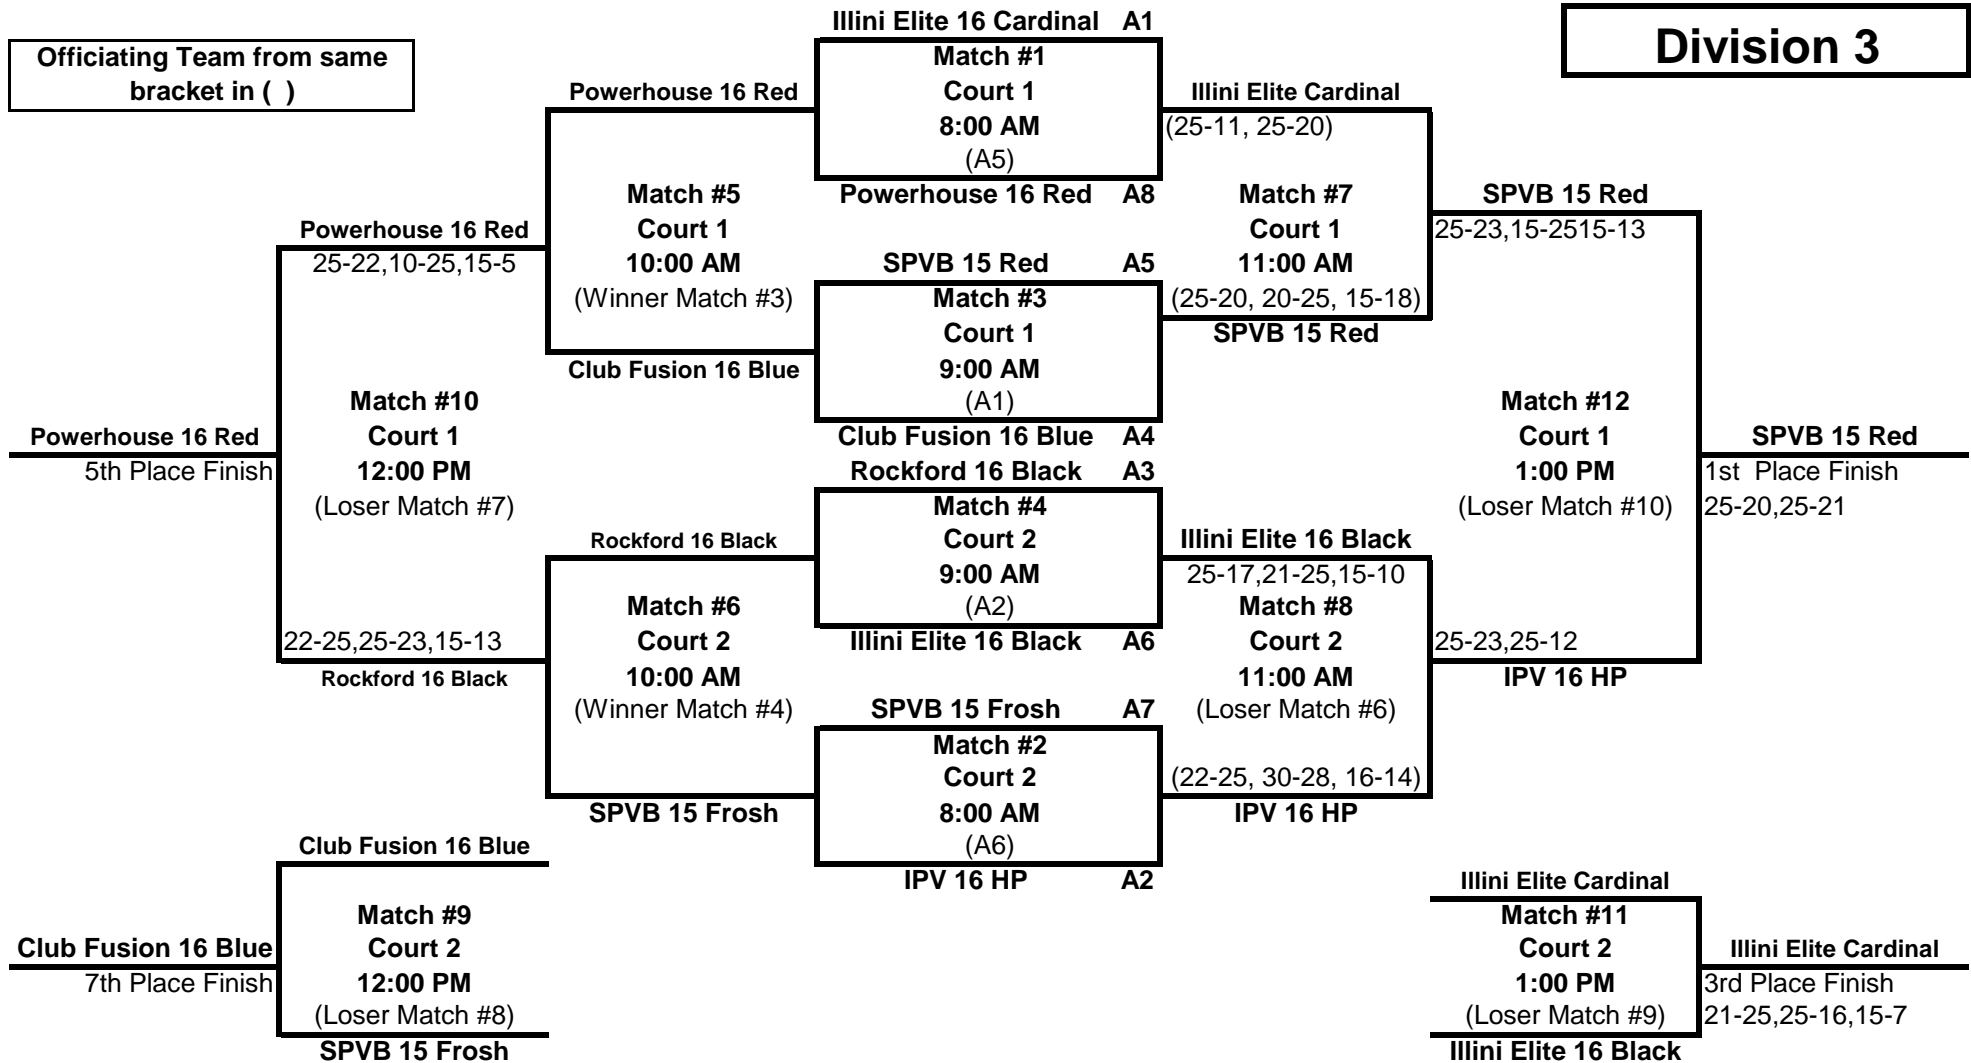 Illini Elite 16 Cardinal A1
Division 3
Officiating Team from same
bracket in ( )
Match #1
Court 1
8:00 AM
(A5)
Powerhouse 16 Red A8
Powerhouse 16 Red
Illini Elite Cardinal
(25-11, 25-20)
Match #5
Court 1
10:00 AM
(Winner Match #3)
Match #7
Court 1
11:00 AM
(25-20, 20-25, 15-18)
SPVB 15 Red
SPVB 15 Red
25-23,15-2515-13
Powerhouse 16 Red
25-22,10-25,15-5
SPVB 15 Red A5
Match #3
Court 1
9:00 AM
(A1)
Club Fusion 16 Blue A4
Club Fusion 16 Blue
Match #10
Court 1
12:00 PM
(Loser Match #7)
Powerhouse 16 Red
5th Place Finish
Match #12
Court 1
1:00 PM
(Loser Match #10)
SPVB 15 Red
1st Place Finish
25-20,25-21
Rockford 16 Black A3
Match #4
Court 2
9:00 AM
(A2)
Illini Elite 16 Black A6
Rockford 16 Black
Illini Elite 16 Black
25-17,21-25,15-10
Match #6
Court 2
10:00 AM
(Winner Match #4)
Match #8
Court 2
11:00 AM
(Loser Match #6)
22-25,25-23,15-13
Rockford 16 Black
25-23,25-12
IPV 16 HP
SPVB 15 Frosh A7
Match #2
Court 2
8:00 AM
(A6)
IPV 16 HP A2
SPVB 15 Frosh
(22-25, 30-28, 16-14)
IPV 16 HP
Club Fusion 16 Blue
Match #9
Court 2
12:00 PM
(Loser Match #8)
SPVB 15 Frosh
Club Fusion 16 Blue
7th Place Finish
Illini Elite Cardinal
Match #11
Court 2
1:00 PM
(Loser Match #9)
Illini Elite 16 Black
Illini Elite Cardinal
3rd Place Finish
21-25,25-16,15-7